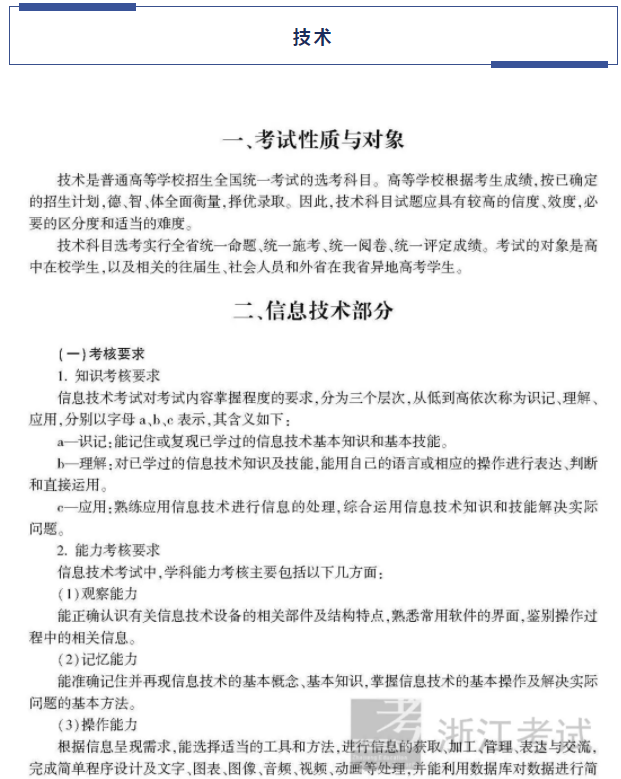 技术
一、考试性质与对象
技术是普通高等学校招生全国统一考试的选考科目。高等学校根据考生成绩,按已确定
的招生计划,德、智、体全面衡量,择优录取。因此,技术科目试题应具有较高的信度、效度,必
要的区分度和适当的难度。
技术科目选考实行全省统一命题、统一施考、统一阅卷、统一评定成绩。考试的对象是高
中在校学生,以及相关的往届生、社会人员和外省在我省异地高考学生。
二、信息技术部分
(一)考核要求
1. 知识考核要求
信息技术考试对考试内容掌握程度的要求,分为三个层次,从低到高依次称为识记、理解、
应用,分别以字母 a、b、c 表示,其含义如下:
a—识记:能记住或复现已学过的信息技术基本知识和基本技能。
b—理解:对已学过的信息技术知识及技能,能用自己的语言或相应的操作进行表达、判断
和直接运用。
c—应用:熟练应用信息技术进行信息的处理,综合运用信息技术知识和技能解决实际
问题。
2. 能力考核要求
信息技术考试中,学科能力考核主要包括以下几方面:
(1)观察能力
能正确认识有关信息技术设备的相关部件及结构特点,熟悉常用软件的界面,鉴别操作过
程中的相关信息。
(2)记忆能力
能准确记住并再现信息技术的基本概念、基本知识,掌握信息技术的基本操作及解决实际
问题的基本方法。
(3)操作能力
根据信息呈现需求,能选择适当的工具和方法,进行信息的获取、加工、管理、表达与交流,
完成简单程序设计及文字、图表、图像、音频、视频、动画等处理,并能利用数据库对数据进行简
考
浙江考试